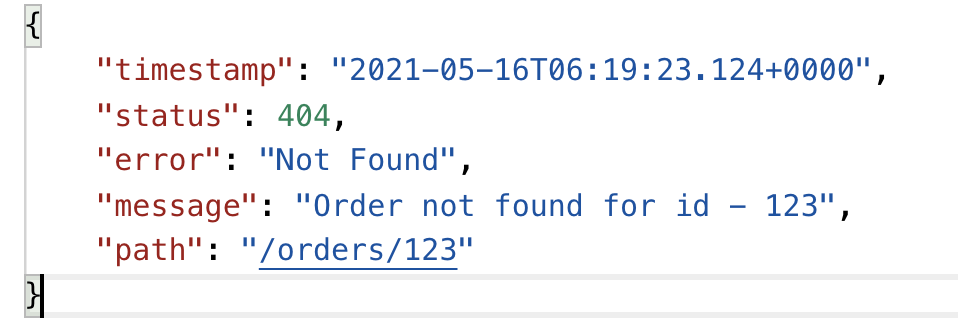 {
"timestamp": "2021-05-16T06:19:23.124+0000",
"status": 404,
"error": "Not Found",
"message": "Order not found for id - 123",
"path": "/orders/123"
}